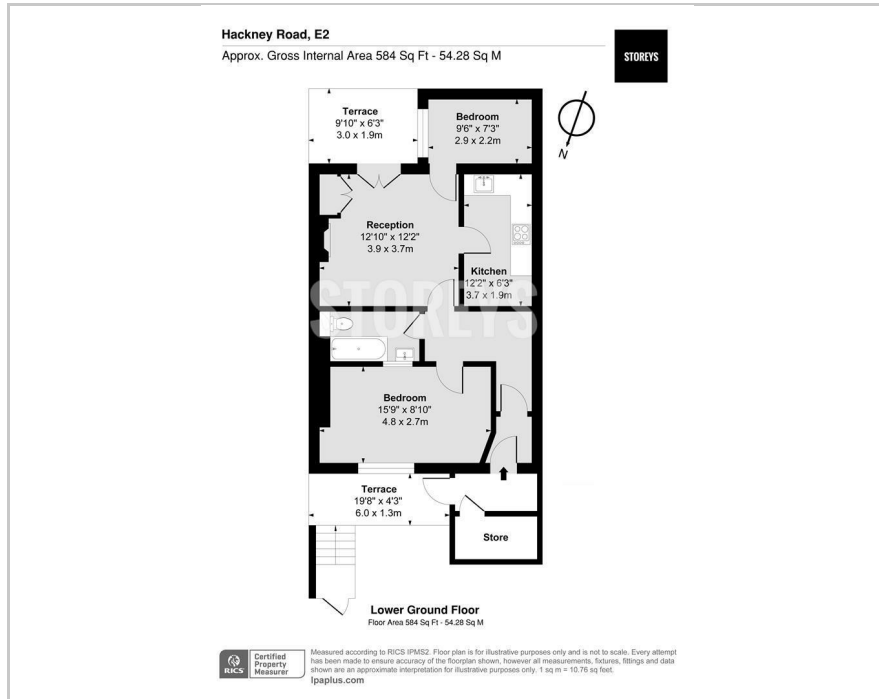 Hackney Road, E2
Approx. Gross Internal Area 584 Sq Ft - 54.28 Sq M
STOREYS
Terrace
9'10" x 6'3"
3.0 x 1.9m
Bedroom
9'6" x 7'3"
2.9 x 2.2m
N
Reception
12'10" x 12'2"
3.9 x 3.7m
Kitchen
12'2" x 6'3"
3.7 x 1.9m
STOREYS
Bedroom
15'9" x 8'10"
4.8 x 2.7m
Terrace
19'8" x 4'3"
6.0 x 1.3m
Store
Lower Ground Floor
Floor Area 584 Sq Ft - 54.28 Sq M
RICS
Certified
Property
Measurer
Measured according to RICS IPMS2. Floor plan is for illustrative purposes only and is not to scale. Every attempt
has been made to ensure accuracy of the floorplan shown, however all measurements, fixtures, fittings and data
shown are an approximate interpretation for illustrative purposes only. 1 sq m = 10.76 sq feet.
lpaplus.com